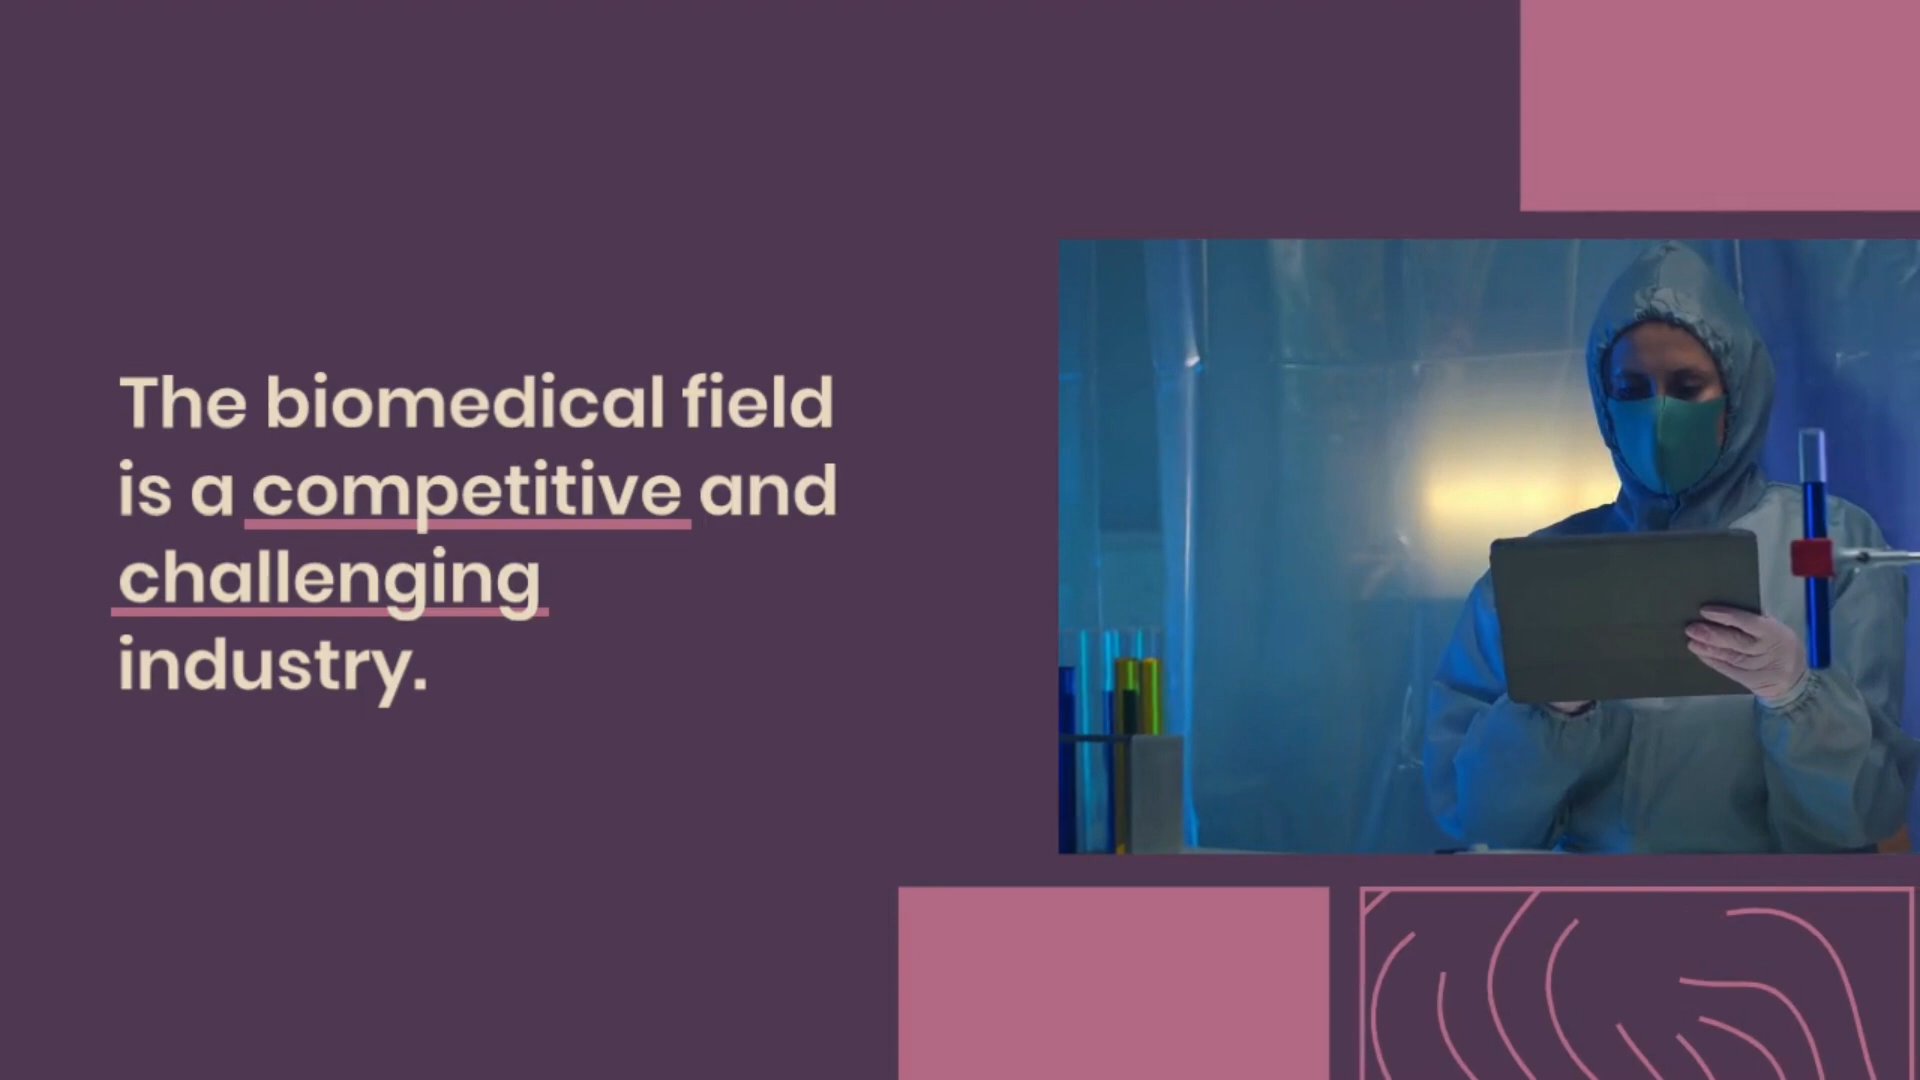 The biomedical field
is a competitive and
challenging
industry.